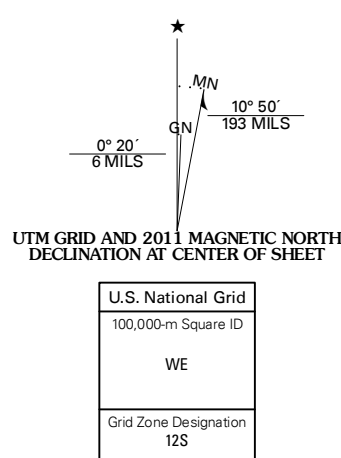 ★
MN
GN
10° 50´
193 MILS
0° 20´
6 MILS
UTM GRID AND 2011 MAGNETIC NORTH
DECLINATION AT CENTER OF SHEET
U.S. National Grid
100,000-m Square ID
WE
Grid Zone Designation
12S